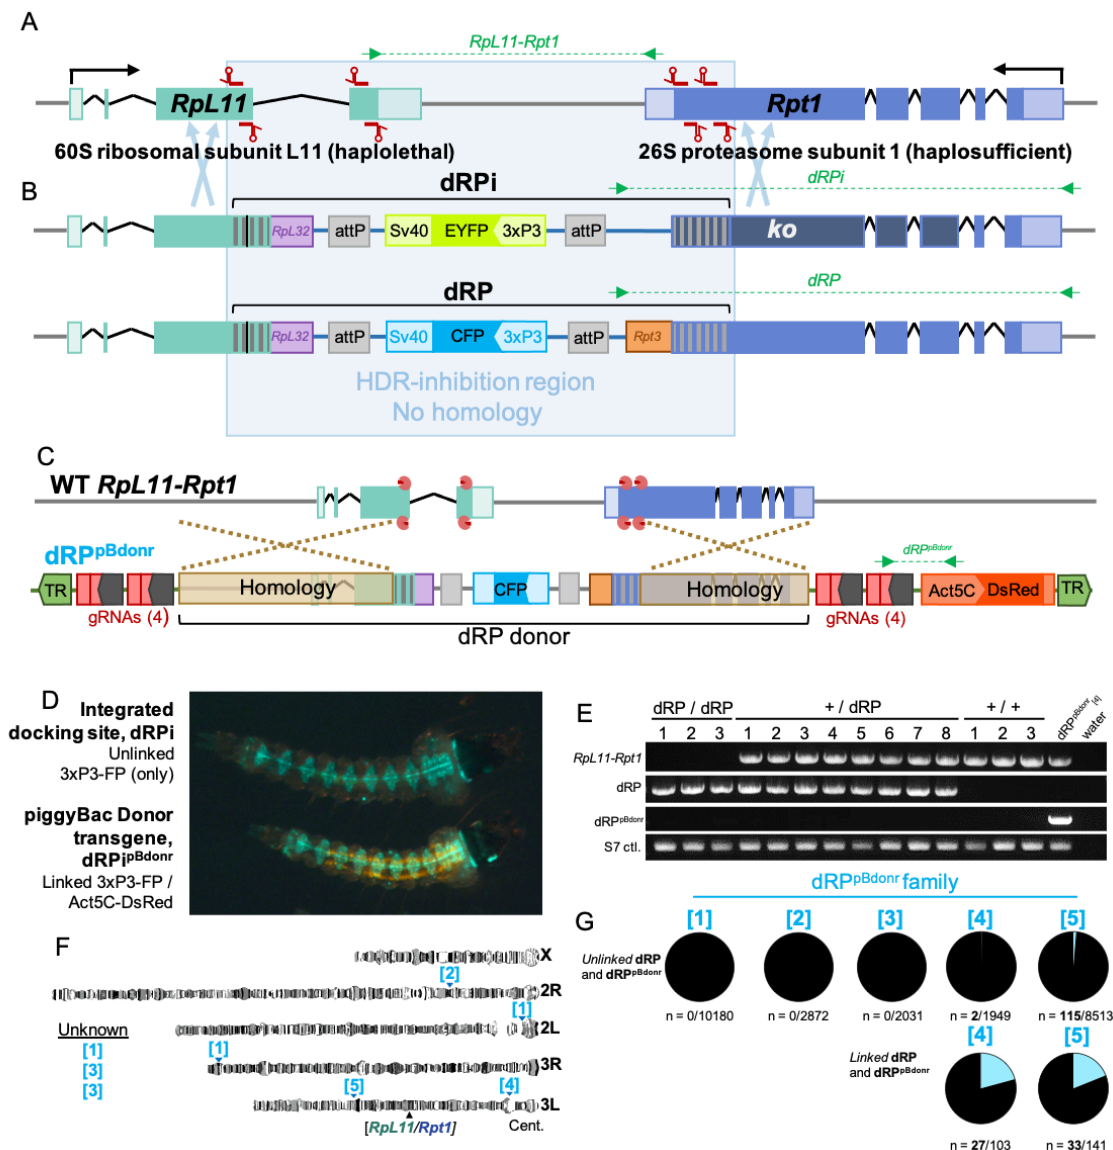 A
RpL11-Rpt1
RpL11
Rpt1
60S ribosomal subunit L11 (haplolethal)
26S proteasome subunit 1 (haplosufficient)
B
dRPi
dRPi
RpL32
attP
Sv40
EYFP
3xP3
attP
ko
dRP
dRP
RpL32
attP
Sv40
CFP
3xP3
attP
Rpt3
HDR-inhibition region
No homology
C
WT RpL11-Rpt1
dRPpBdonr
dRPpBdonr
TR
Homology
CFP
Homology
Act5C
DsRed
TR
gRNAs (4)
gRNAs (4)
dRP donor
D
Integrated
docking site, dRPi
Unlinked
3xP3-FP (only)
piggyBac Donor
transgene,
dRPipBdonr
Linked 3xP3-FP /
Act5C-DsRed
E
dRP / dRP
+ / dRP
+ / +
dRPpBdonr [4]
water
1 2 3 1 2 3 4 5 6 7 8 1 2 3
RpL11-Rpt1
dRP
dRPpBdonr
S7 ctl.
F
X
[2]
2R
[1]
2L
Unknown
[1]
[3]
[3]
[1]
3R
[5]
[4]
3L
[RpL11/Rpt1]
Cent.
dRPpBdonr family
G
[1] [2] [3] [4] [5]
Unlinked dRP
and dRPpBdonr
n = 0/10180 n = 0/2872 n = 0/2031 n = 2/1949 n = 115/8513
[4] [5]
Linked dRP
and dRPpBdonr
n = 27/103 n = 33/141